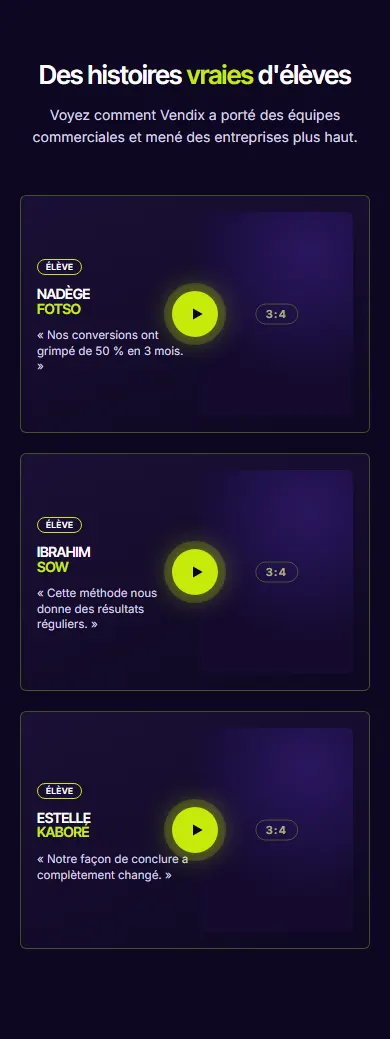 Des histoires vraies d'élèves
Voyez comment Vendix a porté des équipes
commerciales et mené des entreprises plus haut.
ÉLÈVE
NADÈGE
FOTSO
« Nos conversions ont
grimpé de 50 % en 3 mois.
»
3:4
ÉLÈVE
IBRAHIM
SOW
« Cette méthode nous
donne des résultats
réguliers. »
3:4
ÉLÈVE
ESTELLE
KABORÉ
« Notre façon de conclure a
complètement changé. »
3:4